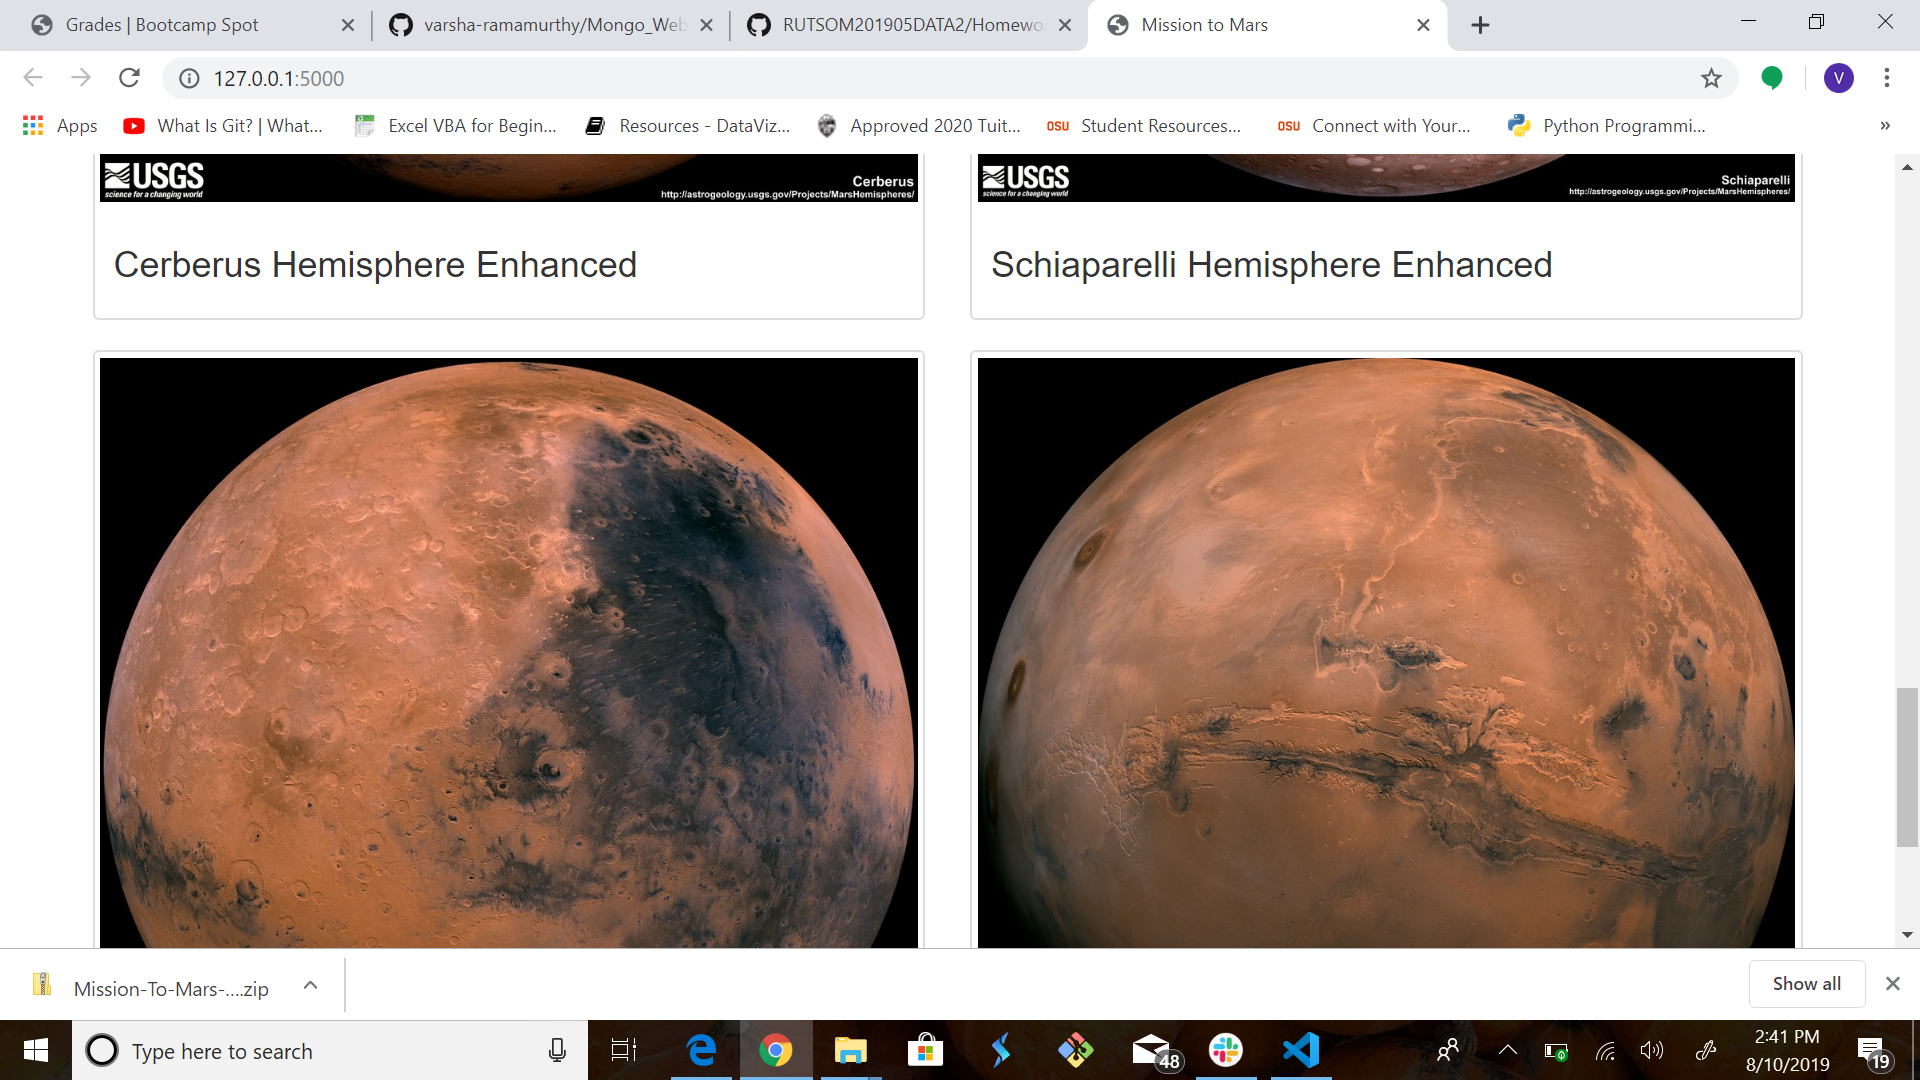 Grades | Bootcamp Spot
varsha-ramamurthy/Mongo_Web
RUTSOM201905DATA2/Homewo
Mission to Mars
127.0.0.1:5000
V
Apps
What Is Git? | What...
Excel VBA for Begin...
Resources - DataViz...
Approved 2020 Tuit...
OSU Student Resources...
OSU Connect with Your...
Python Programmi...
»
USGS
science for a changing world
Cerberus
http://astrogeology.usgs.gov/Projects/MarsHemispheres/
USGS
science for a changing world
Schiaparelli
http://astrogeology.usgs.gov/Projects/MarsHemispheres/
Cerberus Hemisphere Enhanced
Schiaparelli Hemisphere Enhanced
Mission-To-Mars-....zip
Show all
Type here to search
48
2:41 PM
8/10/2019
19